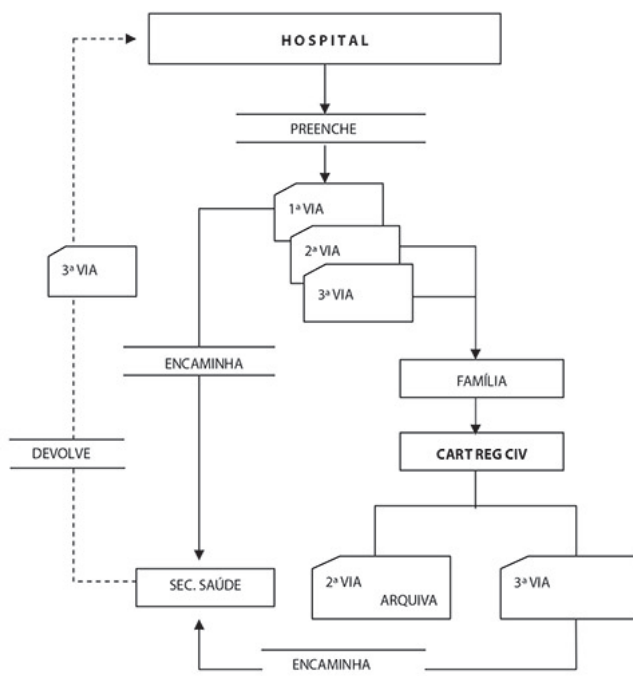 HOSPITAL
PREENCHE
1ª VIA
2ª VIA
3ª VIA
3ª VIA
ENCAMINHA
FAMÍLIA
DEVOLVE
CART REG CIV
SEC. SAÚDE
2ª VIA
ARQUIVA
3ª VIA
ENCAMINHA